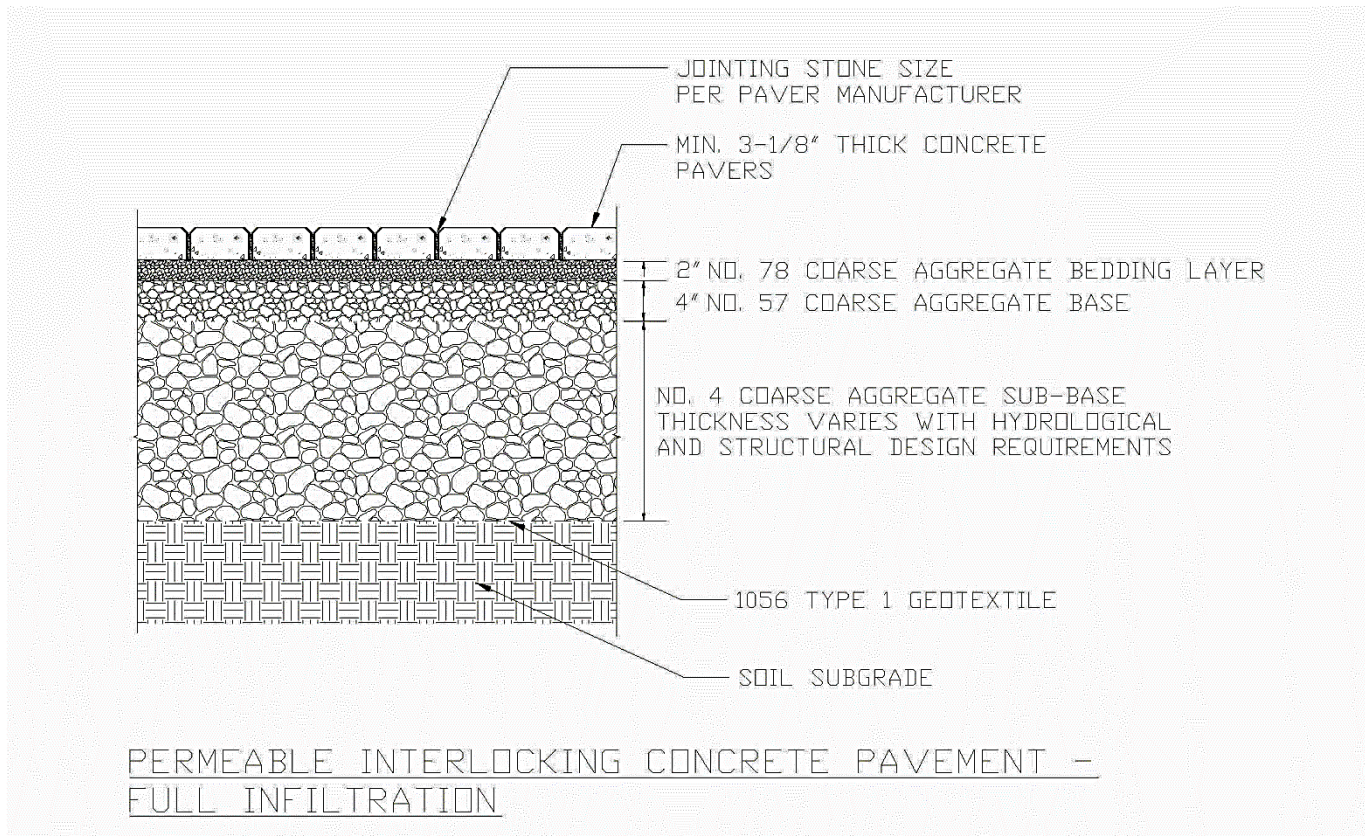 JOINTING STONE SIZE
PER PAVER MANUFACTURER
MIN. 3-1/8" THICK CONCRETE
PAVERS
2" NO. 78 COARSE AGGREGATE BEDDING LAYER
4" NO. 57 COARSE AGGREGATE BASE
NO. 4 COARSE AGGREGATE SUB-BASE
THICKNESS VARIES WITH HYDROLOGICAL
AND STRUCTURAL DESIGN REQUIREMENTS
1056 TYPE 1 GEOTEXTILE
SOIL SUBGRADE
PERMEABLE INTERLOCKING CONCRETE PAVEMENT -
FULL INFILTRATION